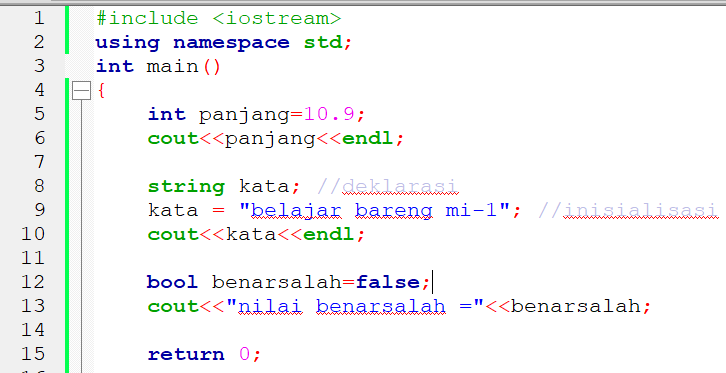 1 #include <iostream>
2 using namespace std;
3 int main()
4 {
5 int panjang=10.9;
6 cout<<panjang<<endl;
7
8 string kata; //deklarasi
9 kata = "belajar bareng mi-1"; //inisialisasi
10 cout<<kata<<endl;
11
12 bool benarsalah=false;
13 cout<<"nilai benarsalah ="<<benarsalah;
14
15 return 0;